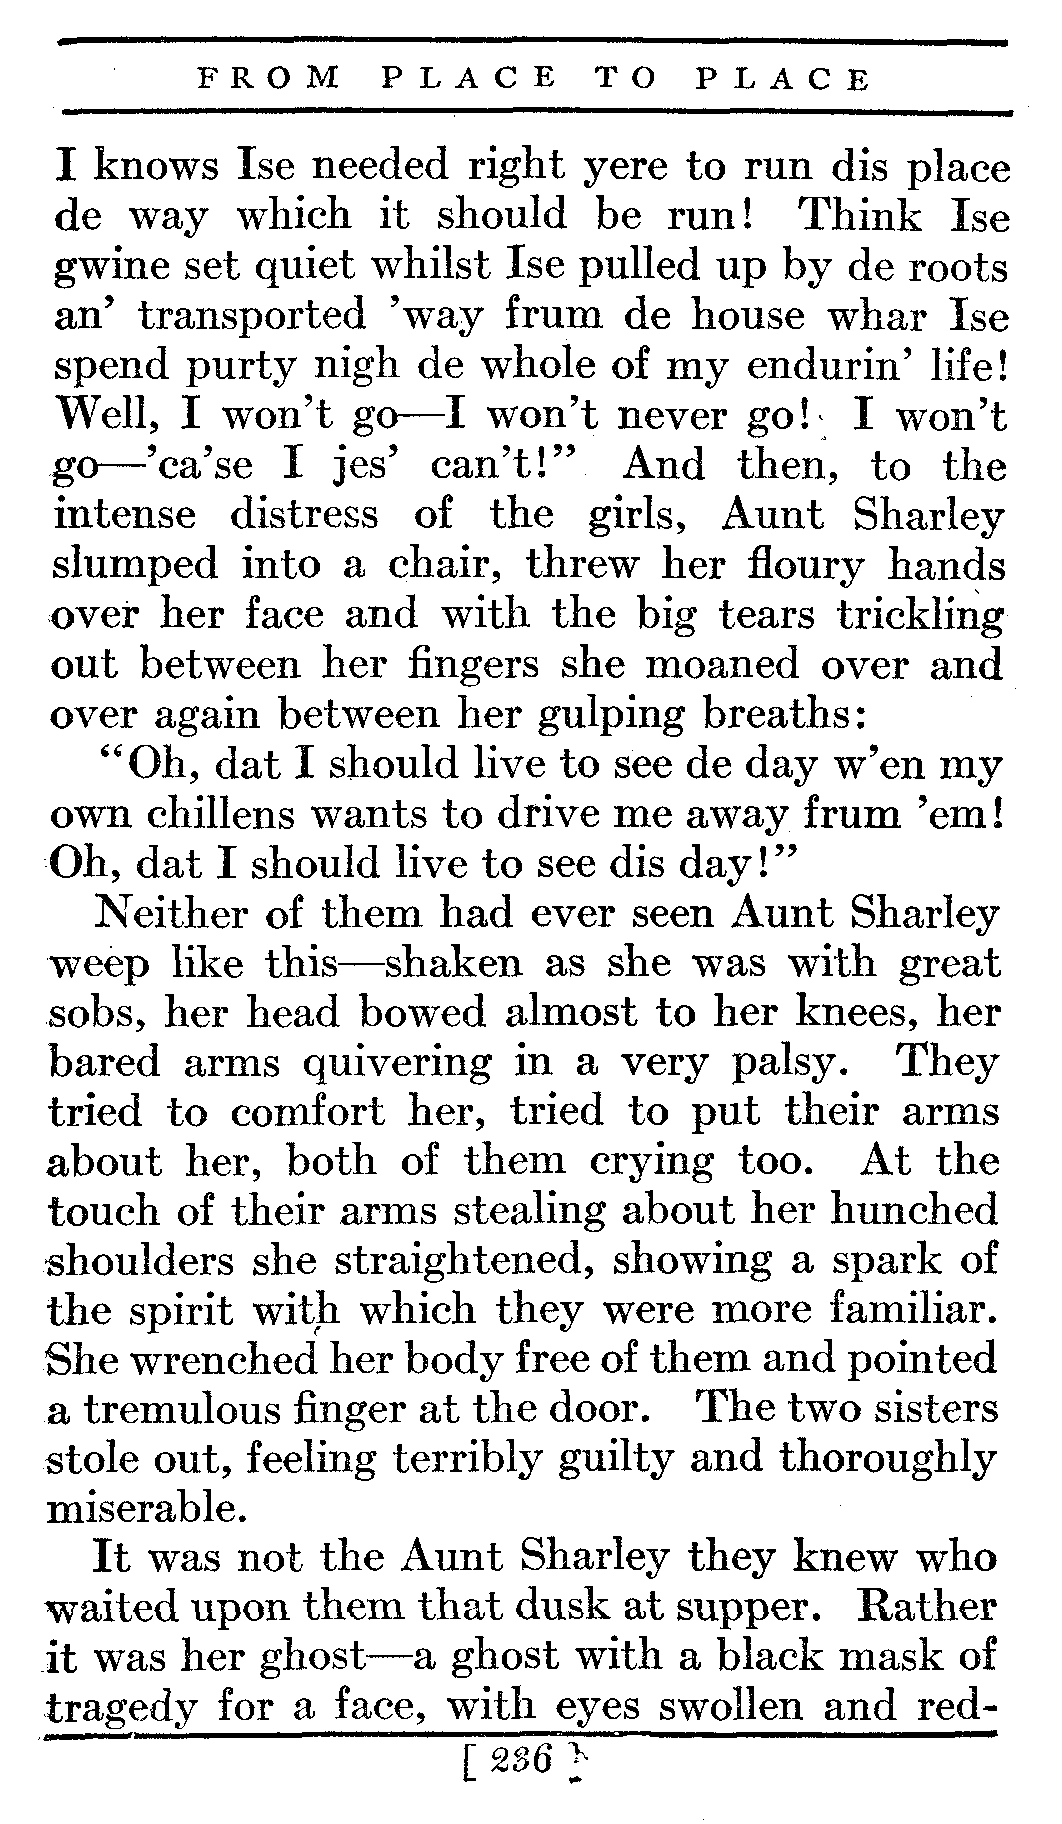 FROM PLACE TO PLACE
I knows Ise needed right yere to run dis place
de way which it should be run! Think Ise
gwine set quiet whilst Ise pulled up by de roots
an' transported 'way frum de house whar Ise
spend purty nigh de whole of my endurin' life!
Well, I won't go—I won't never go! I won't
go—'ca'se I jes' can't!" And then, to the
intense distress of the girls, Aunt Sharley
slumped into a chair, threw her floury hands
over her face and with the big tears trickling
out between her fingers she moaned over and
over again between her gulping breaths:
"Oh, dat I should live to see de day w'en my
own chillens wants to drive me away frum 'em!
Oh, dat I should live to see dis day!"
Neither of them had ever seen Aunt Sharley
weep like this—shaken as she was with great
sobs, her head bowed almost to her knees, her
bared arms quivering in a very palsy. They
tried to comfort her, tried to put their arms
about her, both of them crying too. At the
touch of their arms stealing about her hunched
shoulders she straightened, showing a spark of
the spirit with which they were more familiar.
She wrenched her body free of them and pointed
a tremulous finger at the door. The two sisters
stole out, feeling terribly guilty and thoroughly
miserable.
It was not the Aunt Sharley they knew who
waited upon them that dusk at supper. Rather
it was her ghost—a ghost with a black mask of
tragedy for a face, with eyes swollen and red-
[ 236 ]